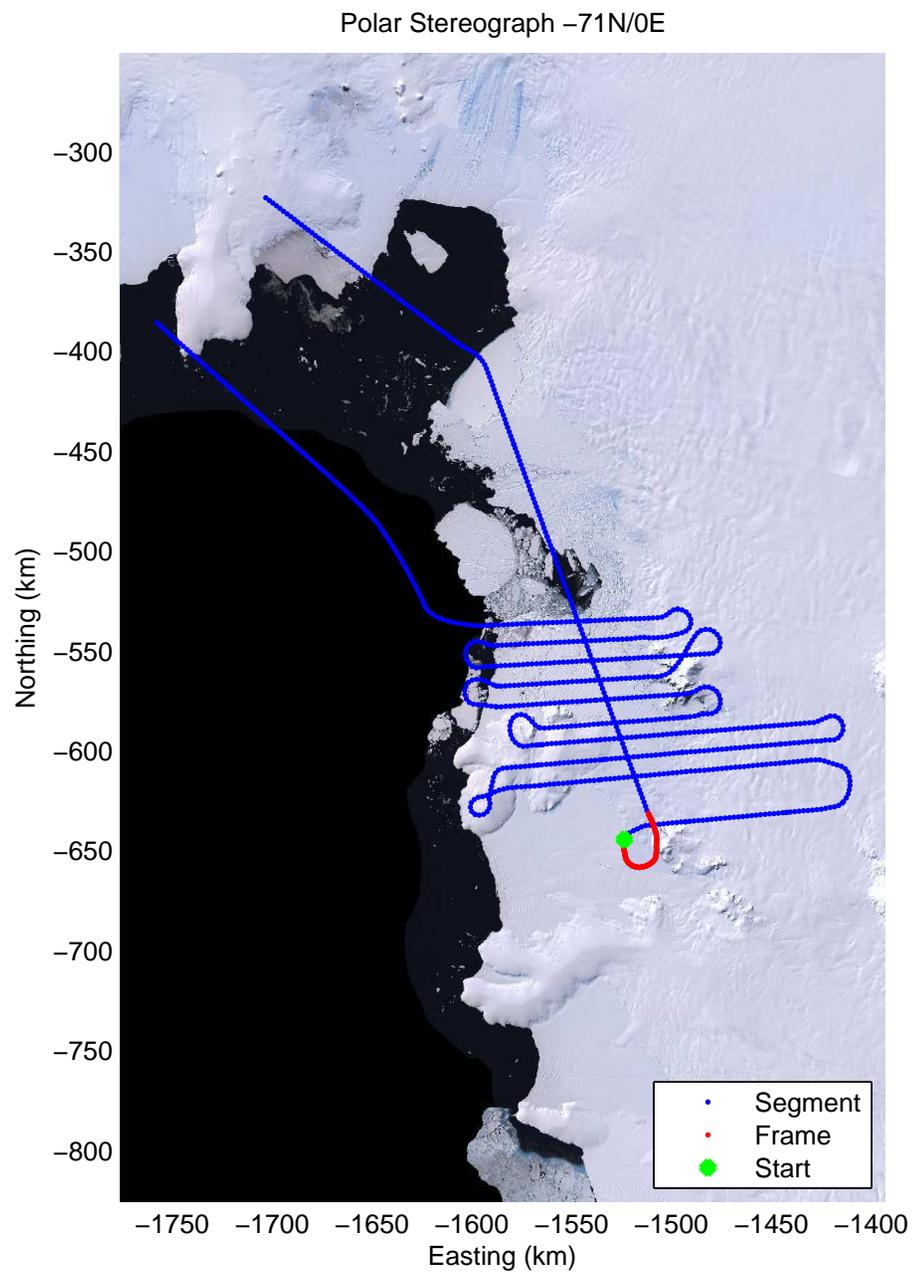 Polar Stereograph −71N/0E
−300
−350
−400
−450
−500
−550
−600
−650
−700
−750
−800
Northing (km)
−1750 −1700 −1650 −1600 −1550 −1500 −1450 −1400
Easting (km)
Segment
Frame
Start